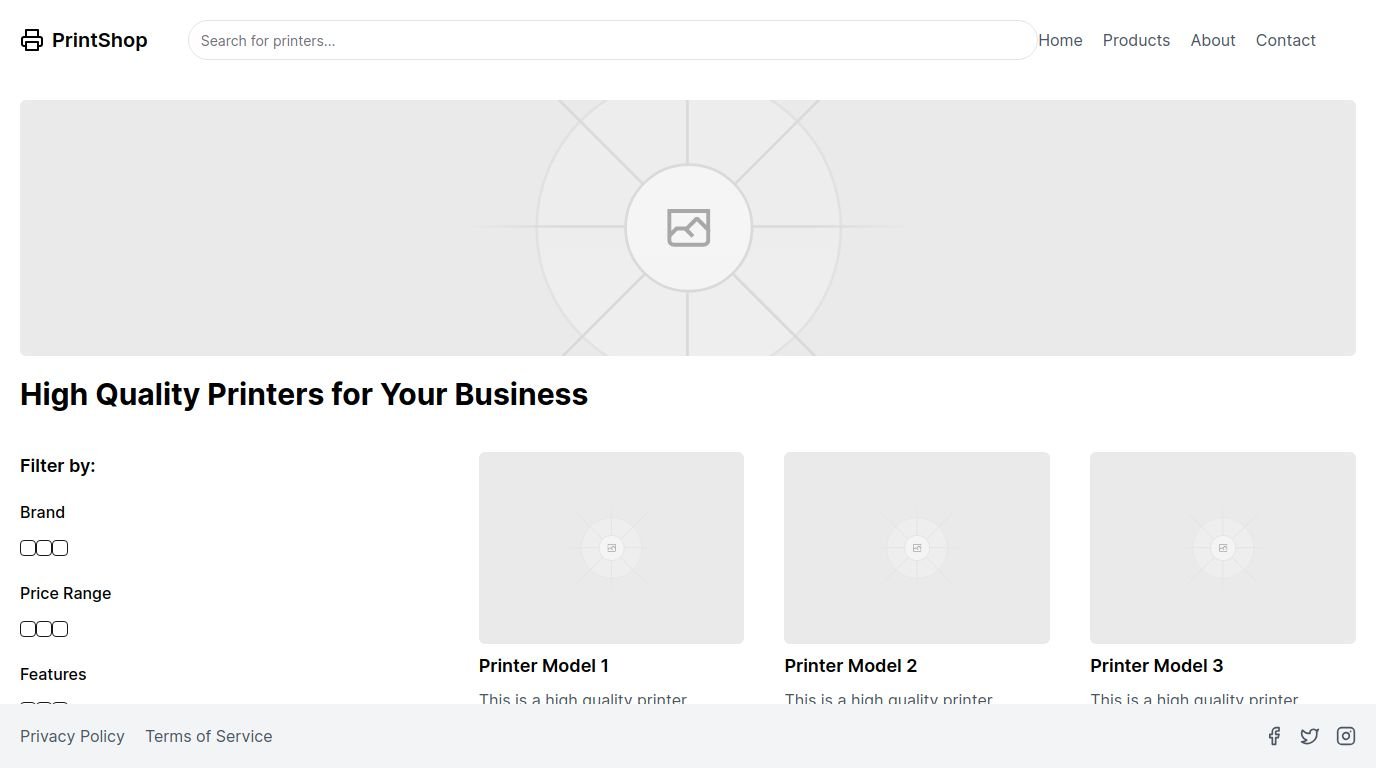 PrintShop
Search for printers...
Home Products About Contact
High Quality Printers for Your Business
Filter by:
Brand
Price Range
Features
Printer Model 1
This is a high quality printer
Printer Model 2
This is a high quality printer
Printer Model 3
This is a high quality printer
Privacy Policy Terms of Service